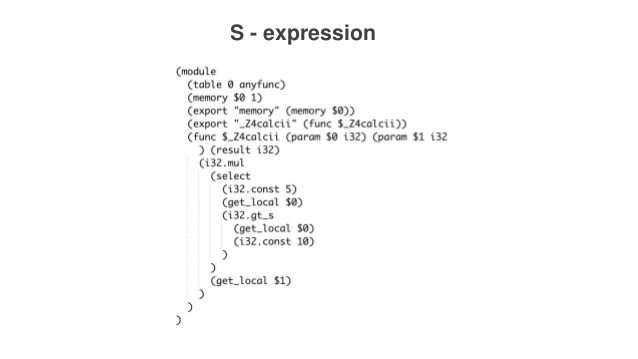 S - expression
(module
(table 0 anyfunc)
(memory $0 1)
(export "memory" (memory $0))
(export "_Z4calcii" (func $_Z4calcii))
(func $_Z4calcii (param $0 i32) (param $1 i32
) (result i32)
(i32.mul
(select
(i32.const 5)
(get_local $0)
(i32.gt_s
(get_local $0)
(i32.const 10)
)
)
(get_local $1)
)
)
)